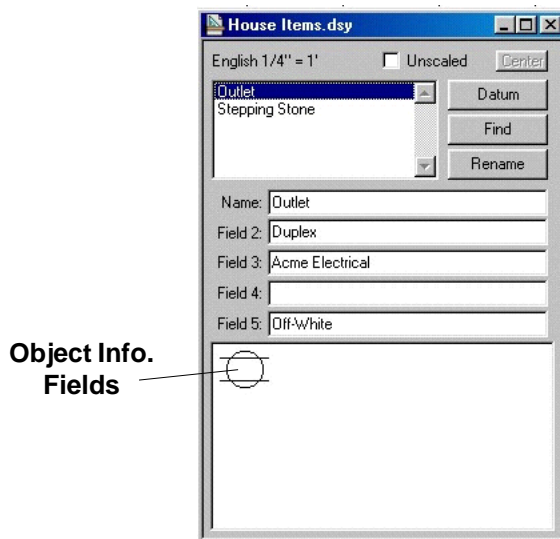 House Items.dsy
English 1/4" = 1' Unscaled Center
Outlet
Stepping Stone
Datum
Find
Rename
Name: Outlet
Field 2: Duplex
Field 3: Acme Electrical
Field 4:
Field 5: Off-White
Object Info.
Fields